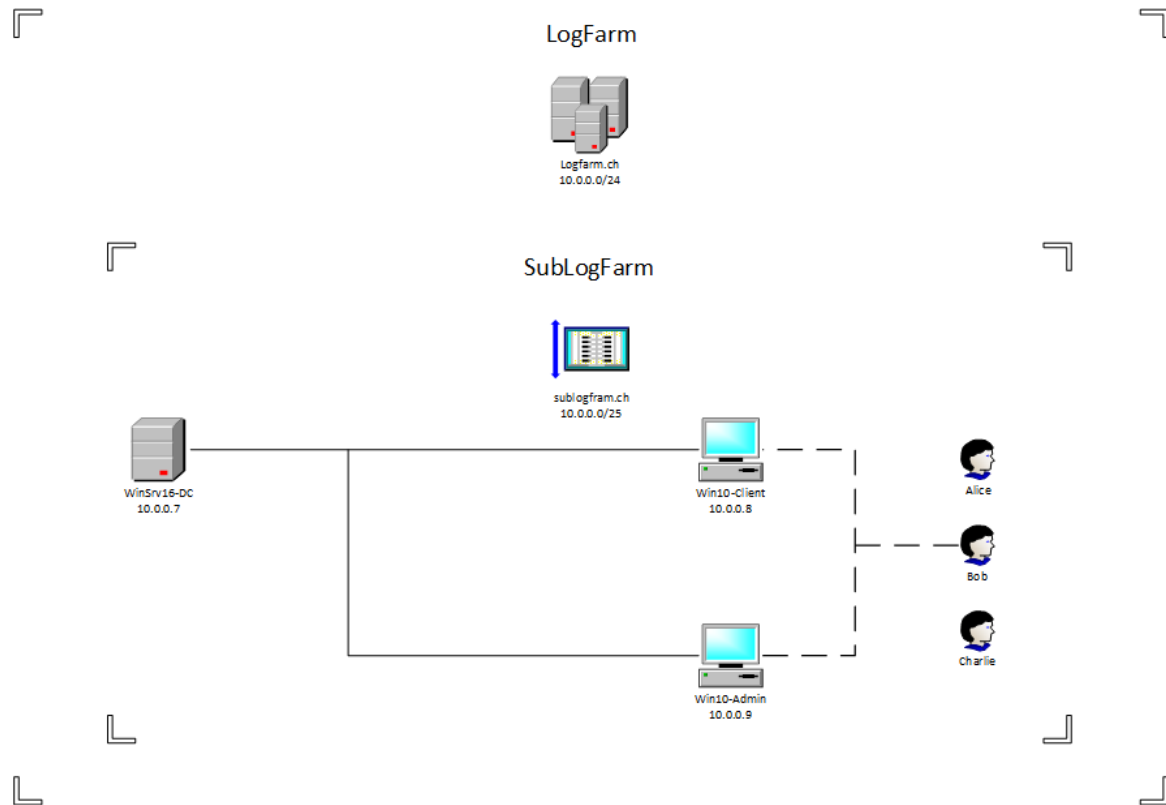 LogFarm
Logfarm.ch
10.0.0.0/24
SubLogFarm
sublogfram.ch
10.0.0.0/25
WinSrv16-DC
10.0.0.7
Win10-Client
10.0.0.8
Alice
Bob
Charlie
Win10-Admin
10.0.0.9